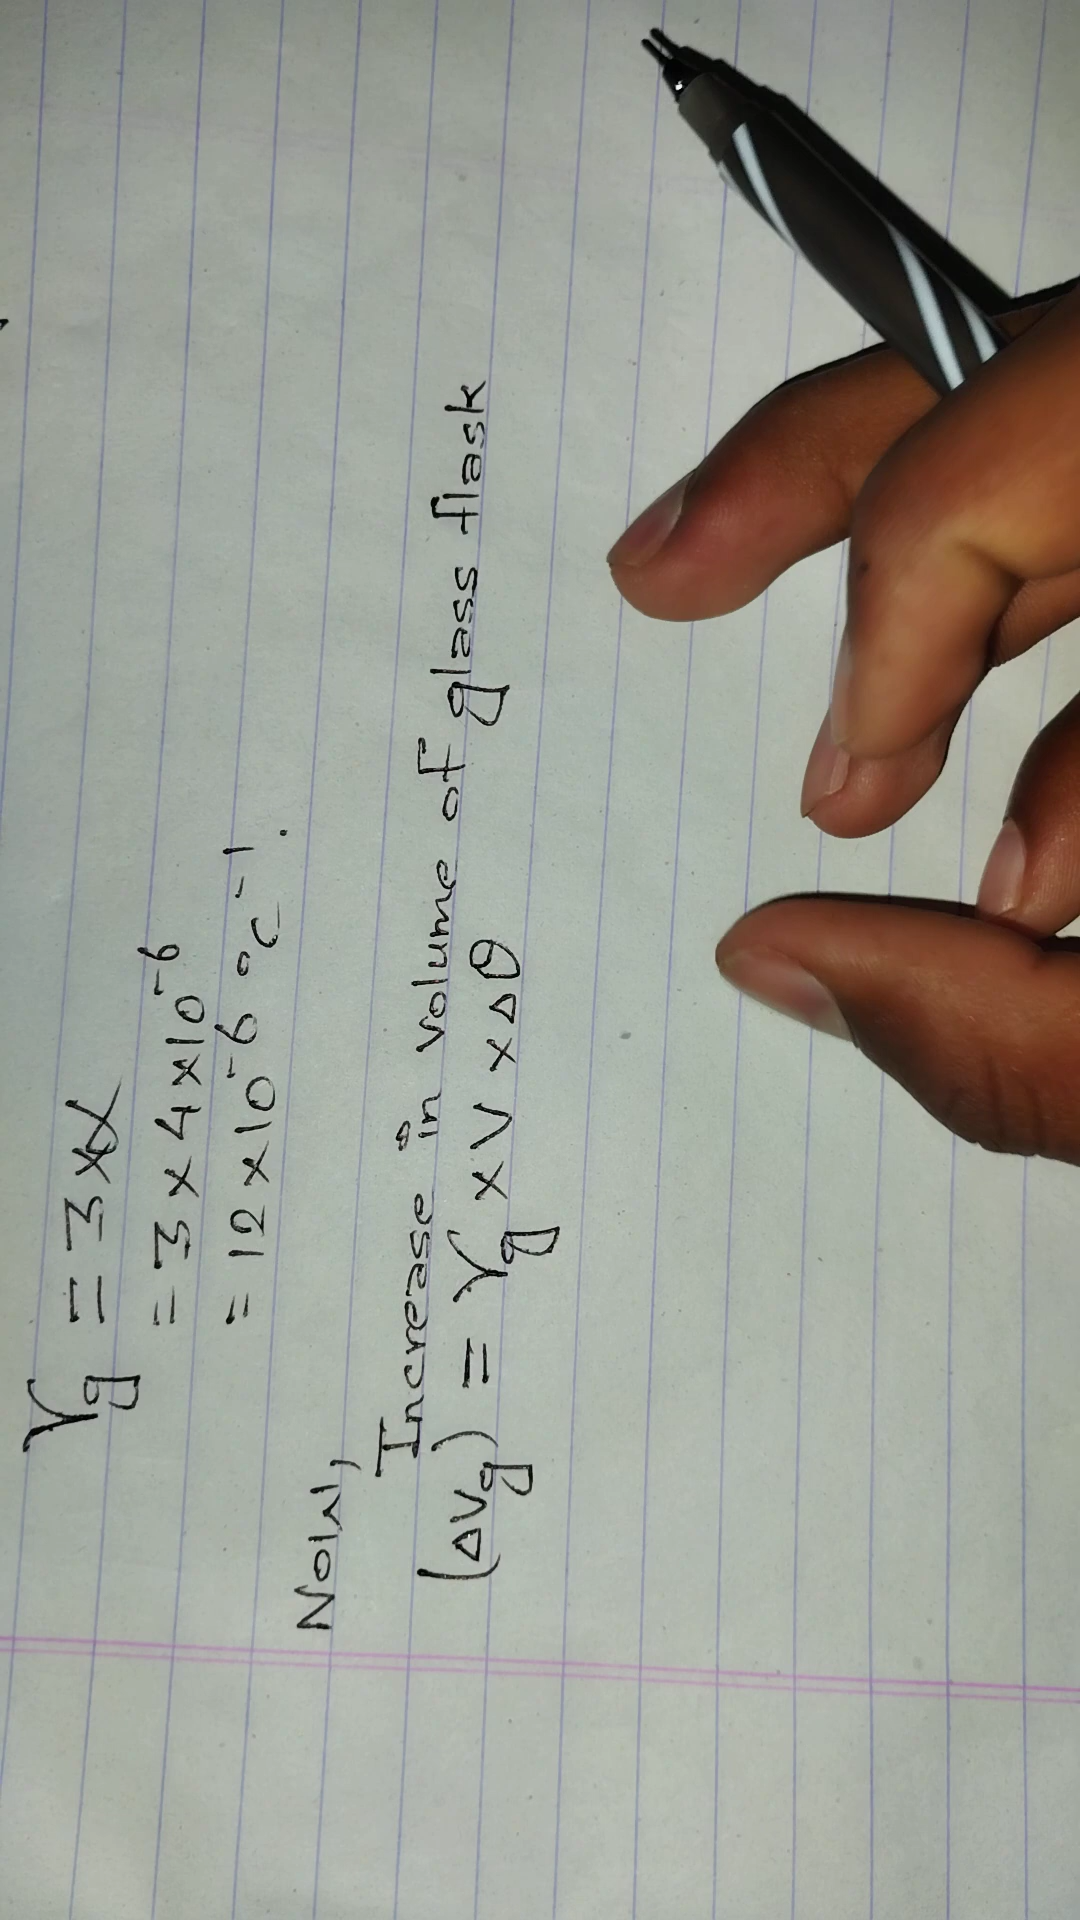 γg = 3×α
= 3 × 4 × 10⁻⁶
= 12 × 10⁻⁶ °C⁻¹.
Now,
Increase in volume of glass flask
(ΔVg) = γg × V × Δθ